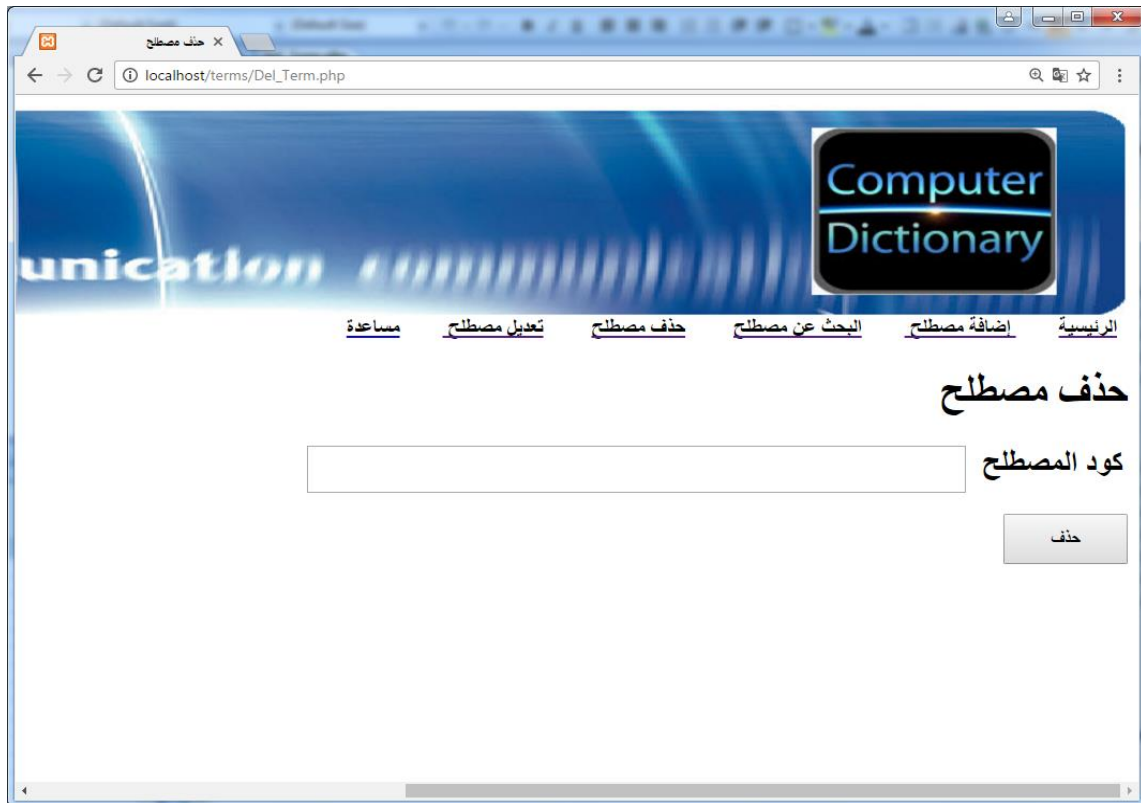 حذف مصطلح
localhost/terms/Del_Term.php
Computer
Dictionary
unication
الرئيسية إضافة مصطلح البحث عن مصطلح حذف مصطلح تعديل مصطلح مساعدة
حذف مصطلح
كود المصطلح
حذف